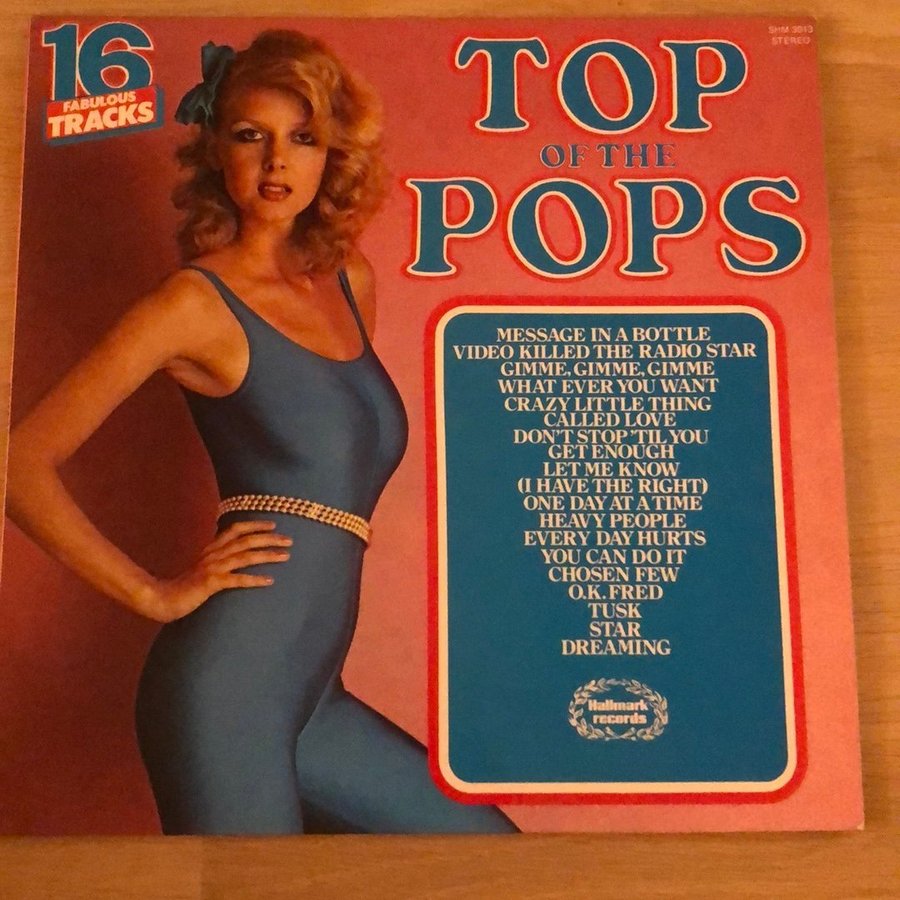 16
FABULOUS
TRACKS
SHM 3013
STEREO
TOP
OF THE
POPS
MESSAGE IN A BOTTLE
VIDEO KILLED THE RADIO STAR
GIMME, GIMME, GIMME
WHAT EVER YOU WANT
CRAZY LITTLE THING
CALLED LOVE
DON'T STOP 'TIL YOU
GET ENOUGH
LET ME KNOW
(I HAVE THE RIGHT)
ONE DAY AT A TIME
HEAVY PEOPLE
EVERY DAY HURTS
YOU CAN DO IT
CHOSEN FEW
O.K. FRED
TUSK
STAR
DREAMING
Hallmark
records